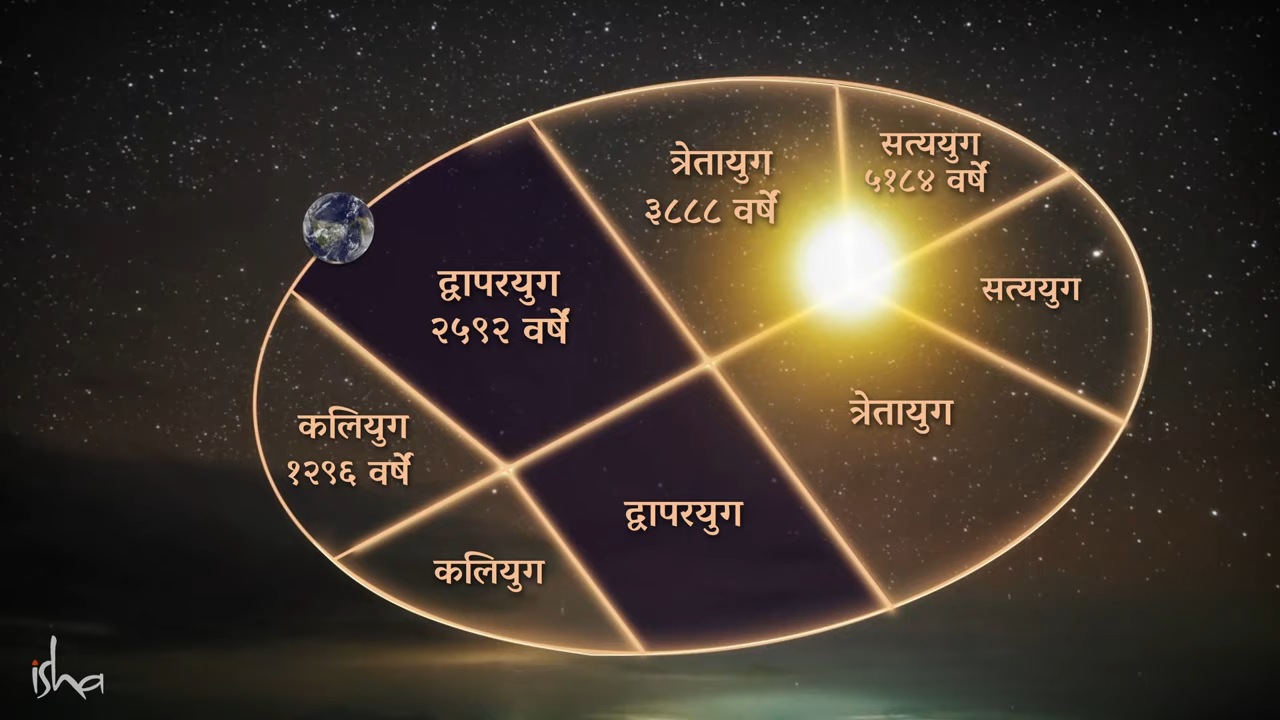 त्रेतायुग
३८८८ वर्षें
सत्ययुग
५१८४ वर्षें
द्वापरयुग
२५९२ वर्षें
सत्ययुग
कलियुग
१२९६ वर्षें
त्रेतायुग
द्वापरयुग
कलियुग
isha